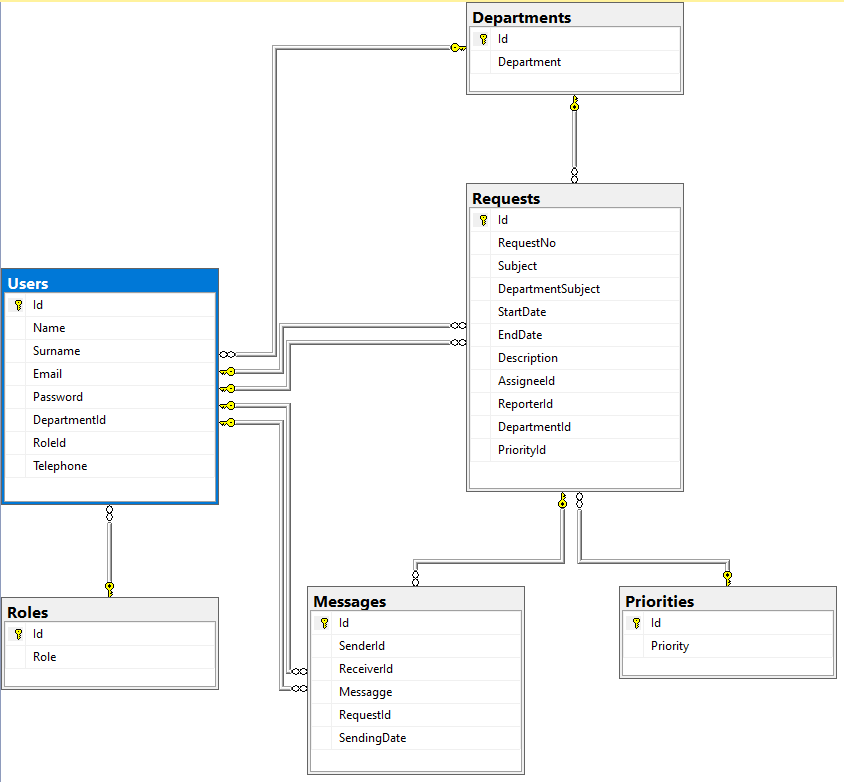 Departments
Id
Department
Requests
Id
RequestNo
Subject
DepartmentSubject
StartDate
EndDate
Description
AssigneeId
ReporterId
DepartmentId
PriorityId
Users
Id
Name
Surname
Email
Password
DepartmentId
RoleId
Telephone
Roles
Id
Role
Messages
Id
SenderId
ReceiverId
Messagge
RequestId
SendingDate
Priorities
Id
Priority